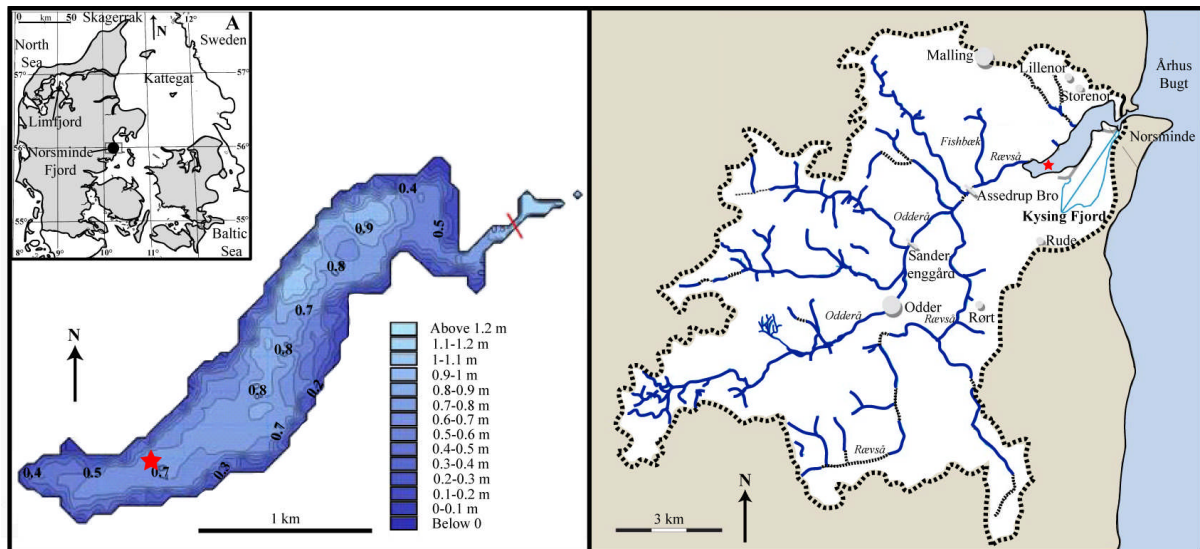 0 km 50
Skagerrak
A
N
11°
12°
Sweden
North
Sea
57°
57°
Kattegat
Limfjord
56°
56°
Norsminde
Fjord
55°
55°
Baltic
Sea
8°
9°
10°
11°
12°
0.4
0.9
0.5
0.5
0.8
0.7
0.8
0.8
0.2
0.7
0.7
0.3
0.5
0.4
N
1 km
Above 1.2 m
1.1-1.2 m
1-1.1 m
0.9-1 m
0.8-0.9 m
0.7-0.8 m
0.6-0.7 m
0.5-0.6 m
0.4-0.5 m
0.3-0.4 m
0.2-0.3 m
0.1-0.2 m
0-0.1 m
Below 0
Malling
Lillenor
Storenor
Århus
Bugt
Norsminde
Fishbæk
Rævså
Assedrup Bro
Kysing Fjord
Odderå
Rude
Sander
enggård
Odder
Odderå
Rævså
Rørt
Rævså
N
3 km